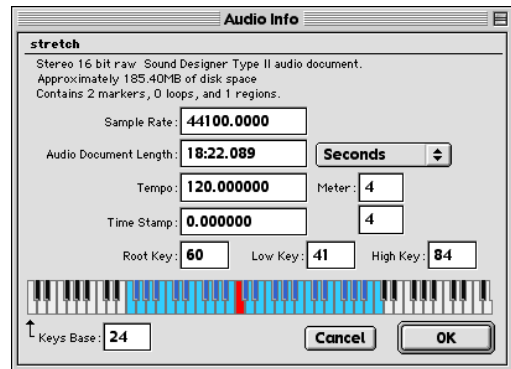 Audio Info
stretch
Stereo 16 bit raw Sound Designer Type II audio document.
Approximately 185.40MB of disk space
Contains 2 markers, 0 loops, and 1 regions.
Sample Rate: 44100.0000
Audio Document Length: 18:22.089 Seconds
Tempo: 120.000000 Meter: 4
Time Stamp: 0.000000 4
Root Key: 60 Low Key: 41 High Key: 84
Keys Base: 24 Cancel OK